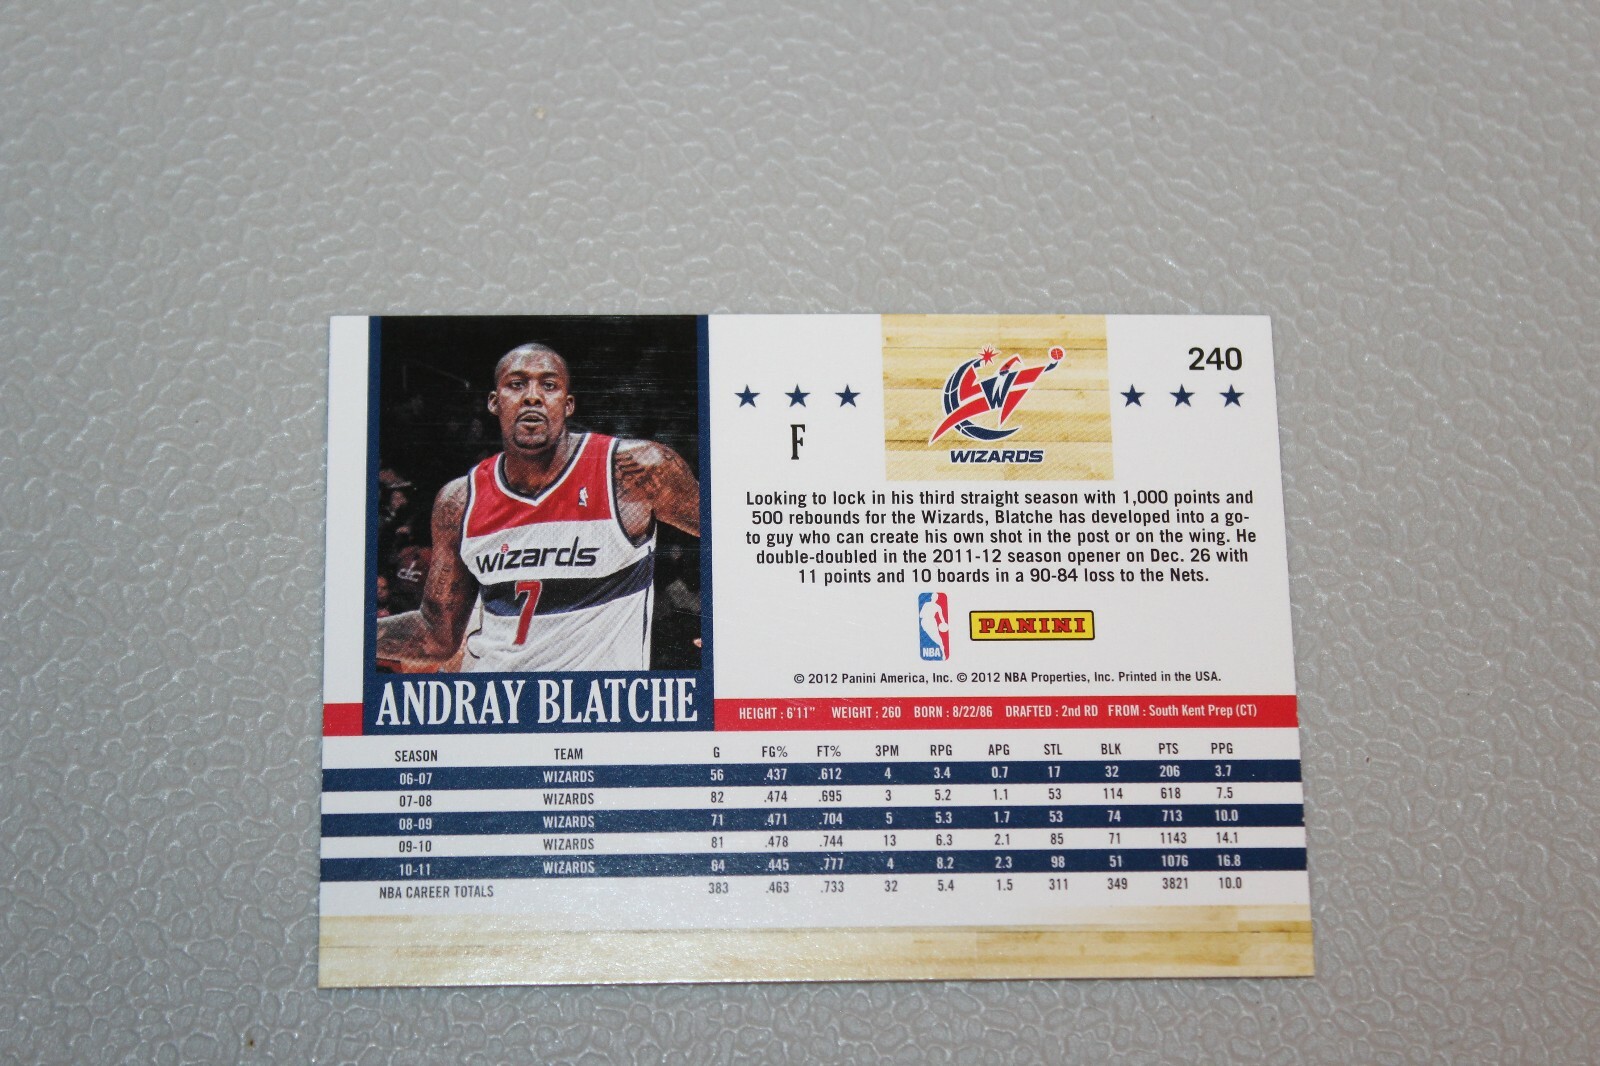 240
F
WIZARDS
Looking to lock in his third straight season with 1,000 points and
500 rebounds for the Wizards, Blatche has developed into a go-
to guy who can create his own shot in the post or on the wing. He
double-doubled in the 2011-12 season opener on Dec. 26 with
11 points and 10 boards in a 90-84 loss to the Nets.
wizards
7
dc
NBA
PANINI
© 2012 Panini America, Inc. © 2012 NBA Properties, Inc. Printed in the USA.
ANDRAY BLATCHE
HEIGHT : 6'11" WEIGHT : 260 BORN : 8/22/86 DRAFTED : 2nd RD FROM : South Kent Prep (CT)
SEASON TEAM G FG% FT% 3PM RPG APG STL BLK PTS PPG
06-07 WIZARDS 56 .437 .612 4 3.4 0.7 17 32 206 3.7
07-08 WIZARDS 82 .474 .695 3 5.2 1.1 53 114 618 7.5
08-09 WIZARDS 71 .471 .704 5 5.3 1.7 53 74 713 10.0
09-10 WIZARDS 81 .478 .744 13 6.3 2.1 85 71 1143 14.1
10-11 WIZARDS 64 .445 .777 4 8.2 2.3 98 51 1076 16.8
NBA CAREER TOTALS 383 .463 .733 32 5.4 1.5 311 349 3821 10.0